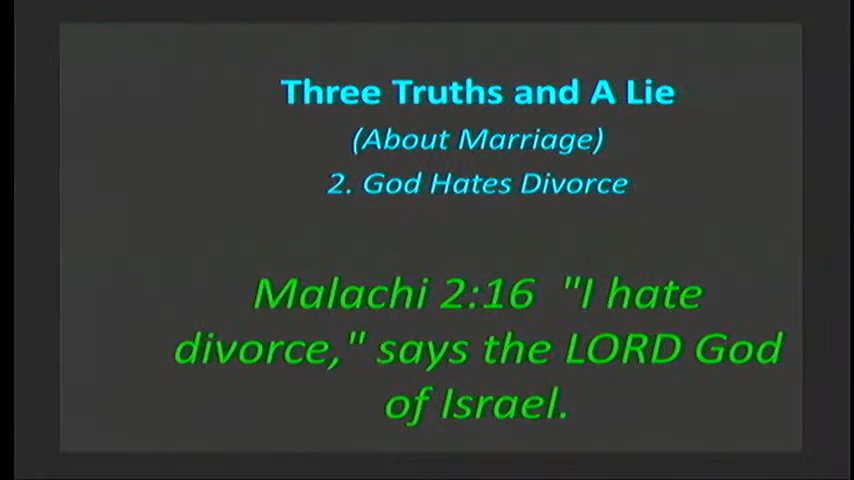 Three Truths and A Lie
(About Marriage)
2. God Hates Divorce
Malachi 2:16 "I hate
divorce," says the LORD God
of Israel.